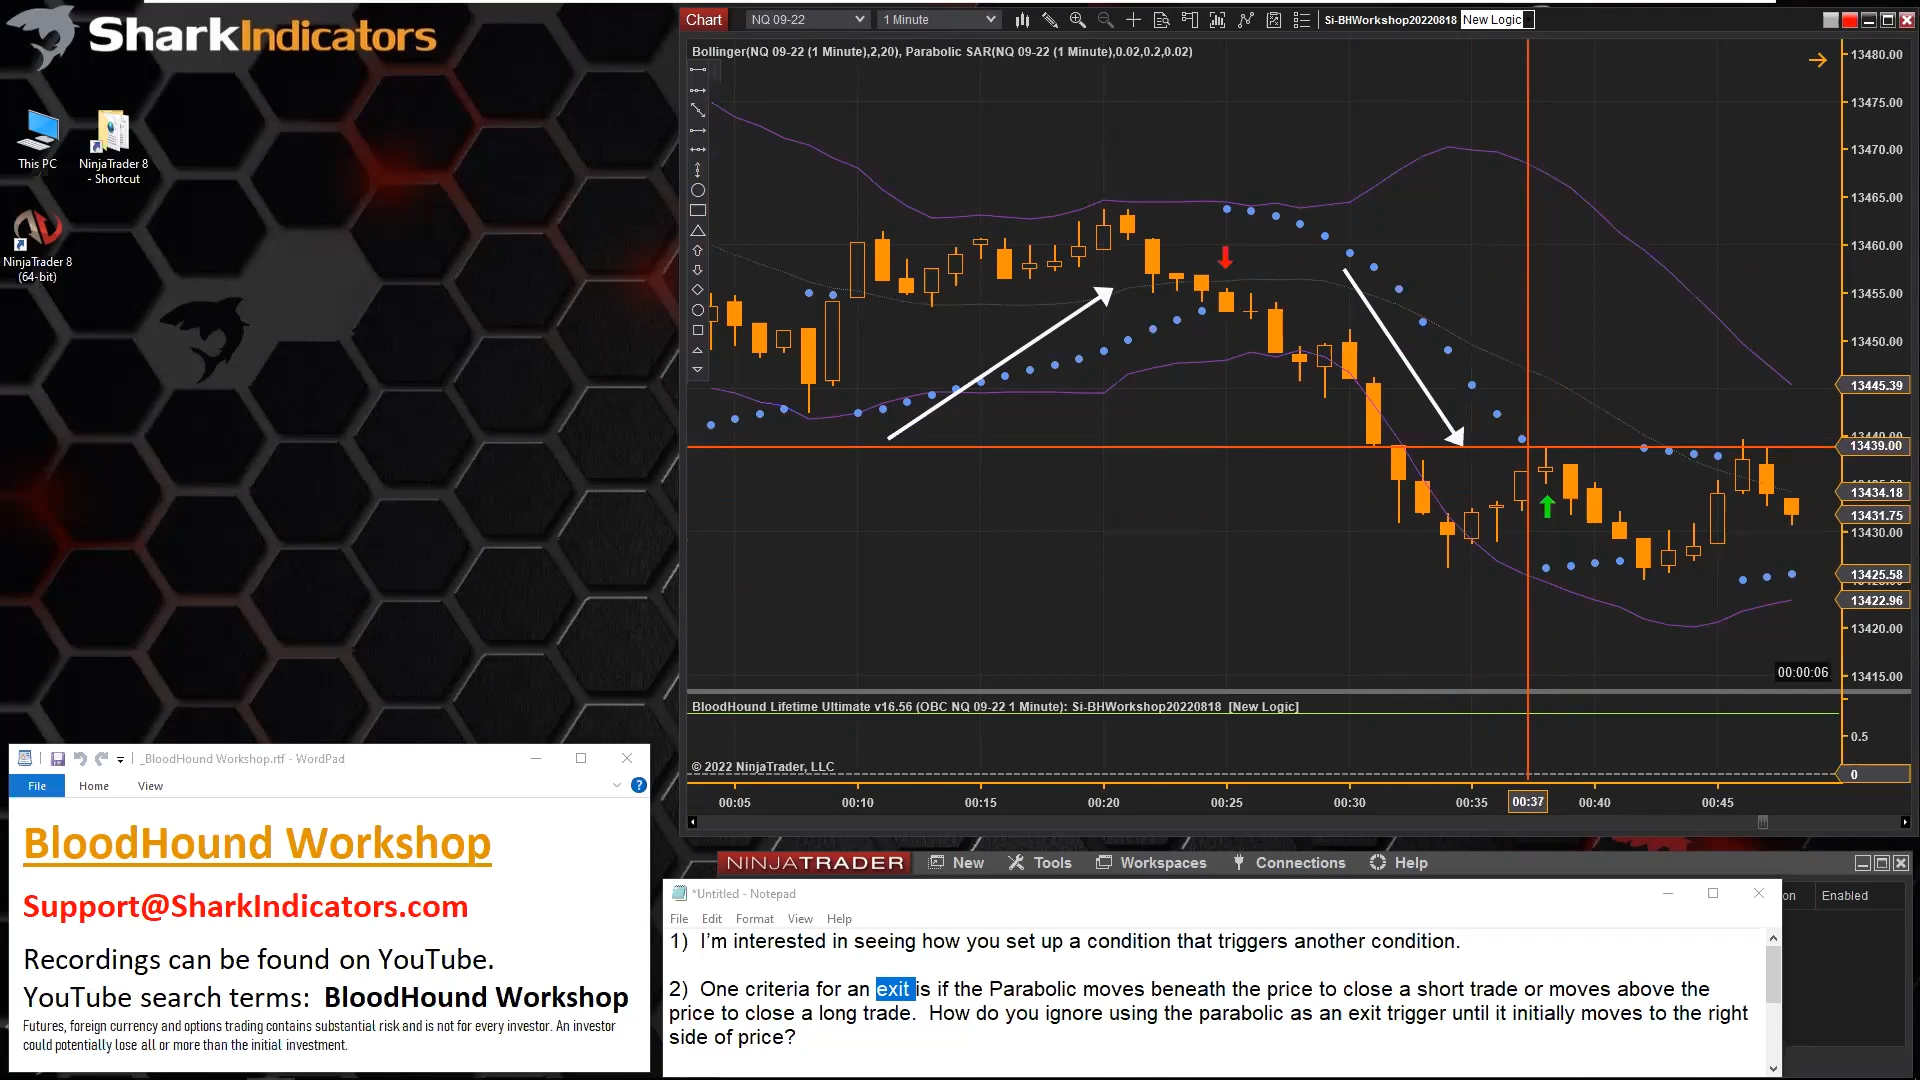 SharkIndicators
This PC
NinjaTrader 8
- Shortcut
NinjaTrader 8
(64-bit)
Chart
NQ 09-22
1 Minute
Si-BHWorkshop20220818
New Logic
Bollinger(NQ 09-22 (1 Minute),2,20), Parabolic SAR(NQ 09-22 (1 Minute),0.02,0.2,0.02)
13480.00
13475.00
13470.00
13465.00
13460.00
13455.00
13450.00
13445.39
13440.00
13439.00
13434.18
13431.75
13430.00
13425.58
13422.96
13420.00
13415.00
00:00:06
BloodHound Lifetime Ultimate v16.56 (OBC NQ 09-22 1 Minute): Si-BHWorkshop20220818 [New Logic]
0.5
0
© 2022 NinjaTrader, LLC
00:05
00:10
00:15
00:20
00:25
00:30
00:35
00:37
00:40
00:45
_BloodHound Workshop.rtf - WordPad
File
Home
View
BloodHound Workshop
Support@SharkIndicators.com
Recordings can be found on YouTube.
YouTube search terms: BloodHound Workshop
Futures, foreign currency and options trading contains substantial risk and is not for every investor. An investor
could potentially lose all or more than the initial investment.
NINJATRADER
New
Tools
Workspaces
Connections
Help
on
Enabled
*Untitled - Notepad
File
Edit
Format
View
Help
1) I'm interested in seeing how you set up a condition that triggers another condition.
2) One criteria for an exit is if the Parabolic moves beneath the price to close a short trade or moves above the
price to close a long trade. How do you ignore using the parabolic as an exit trigger until it initially moves to the right
side of price?